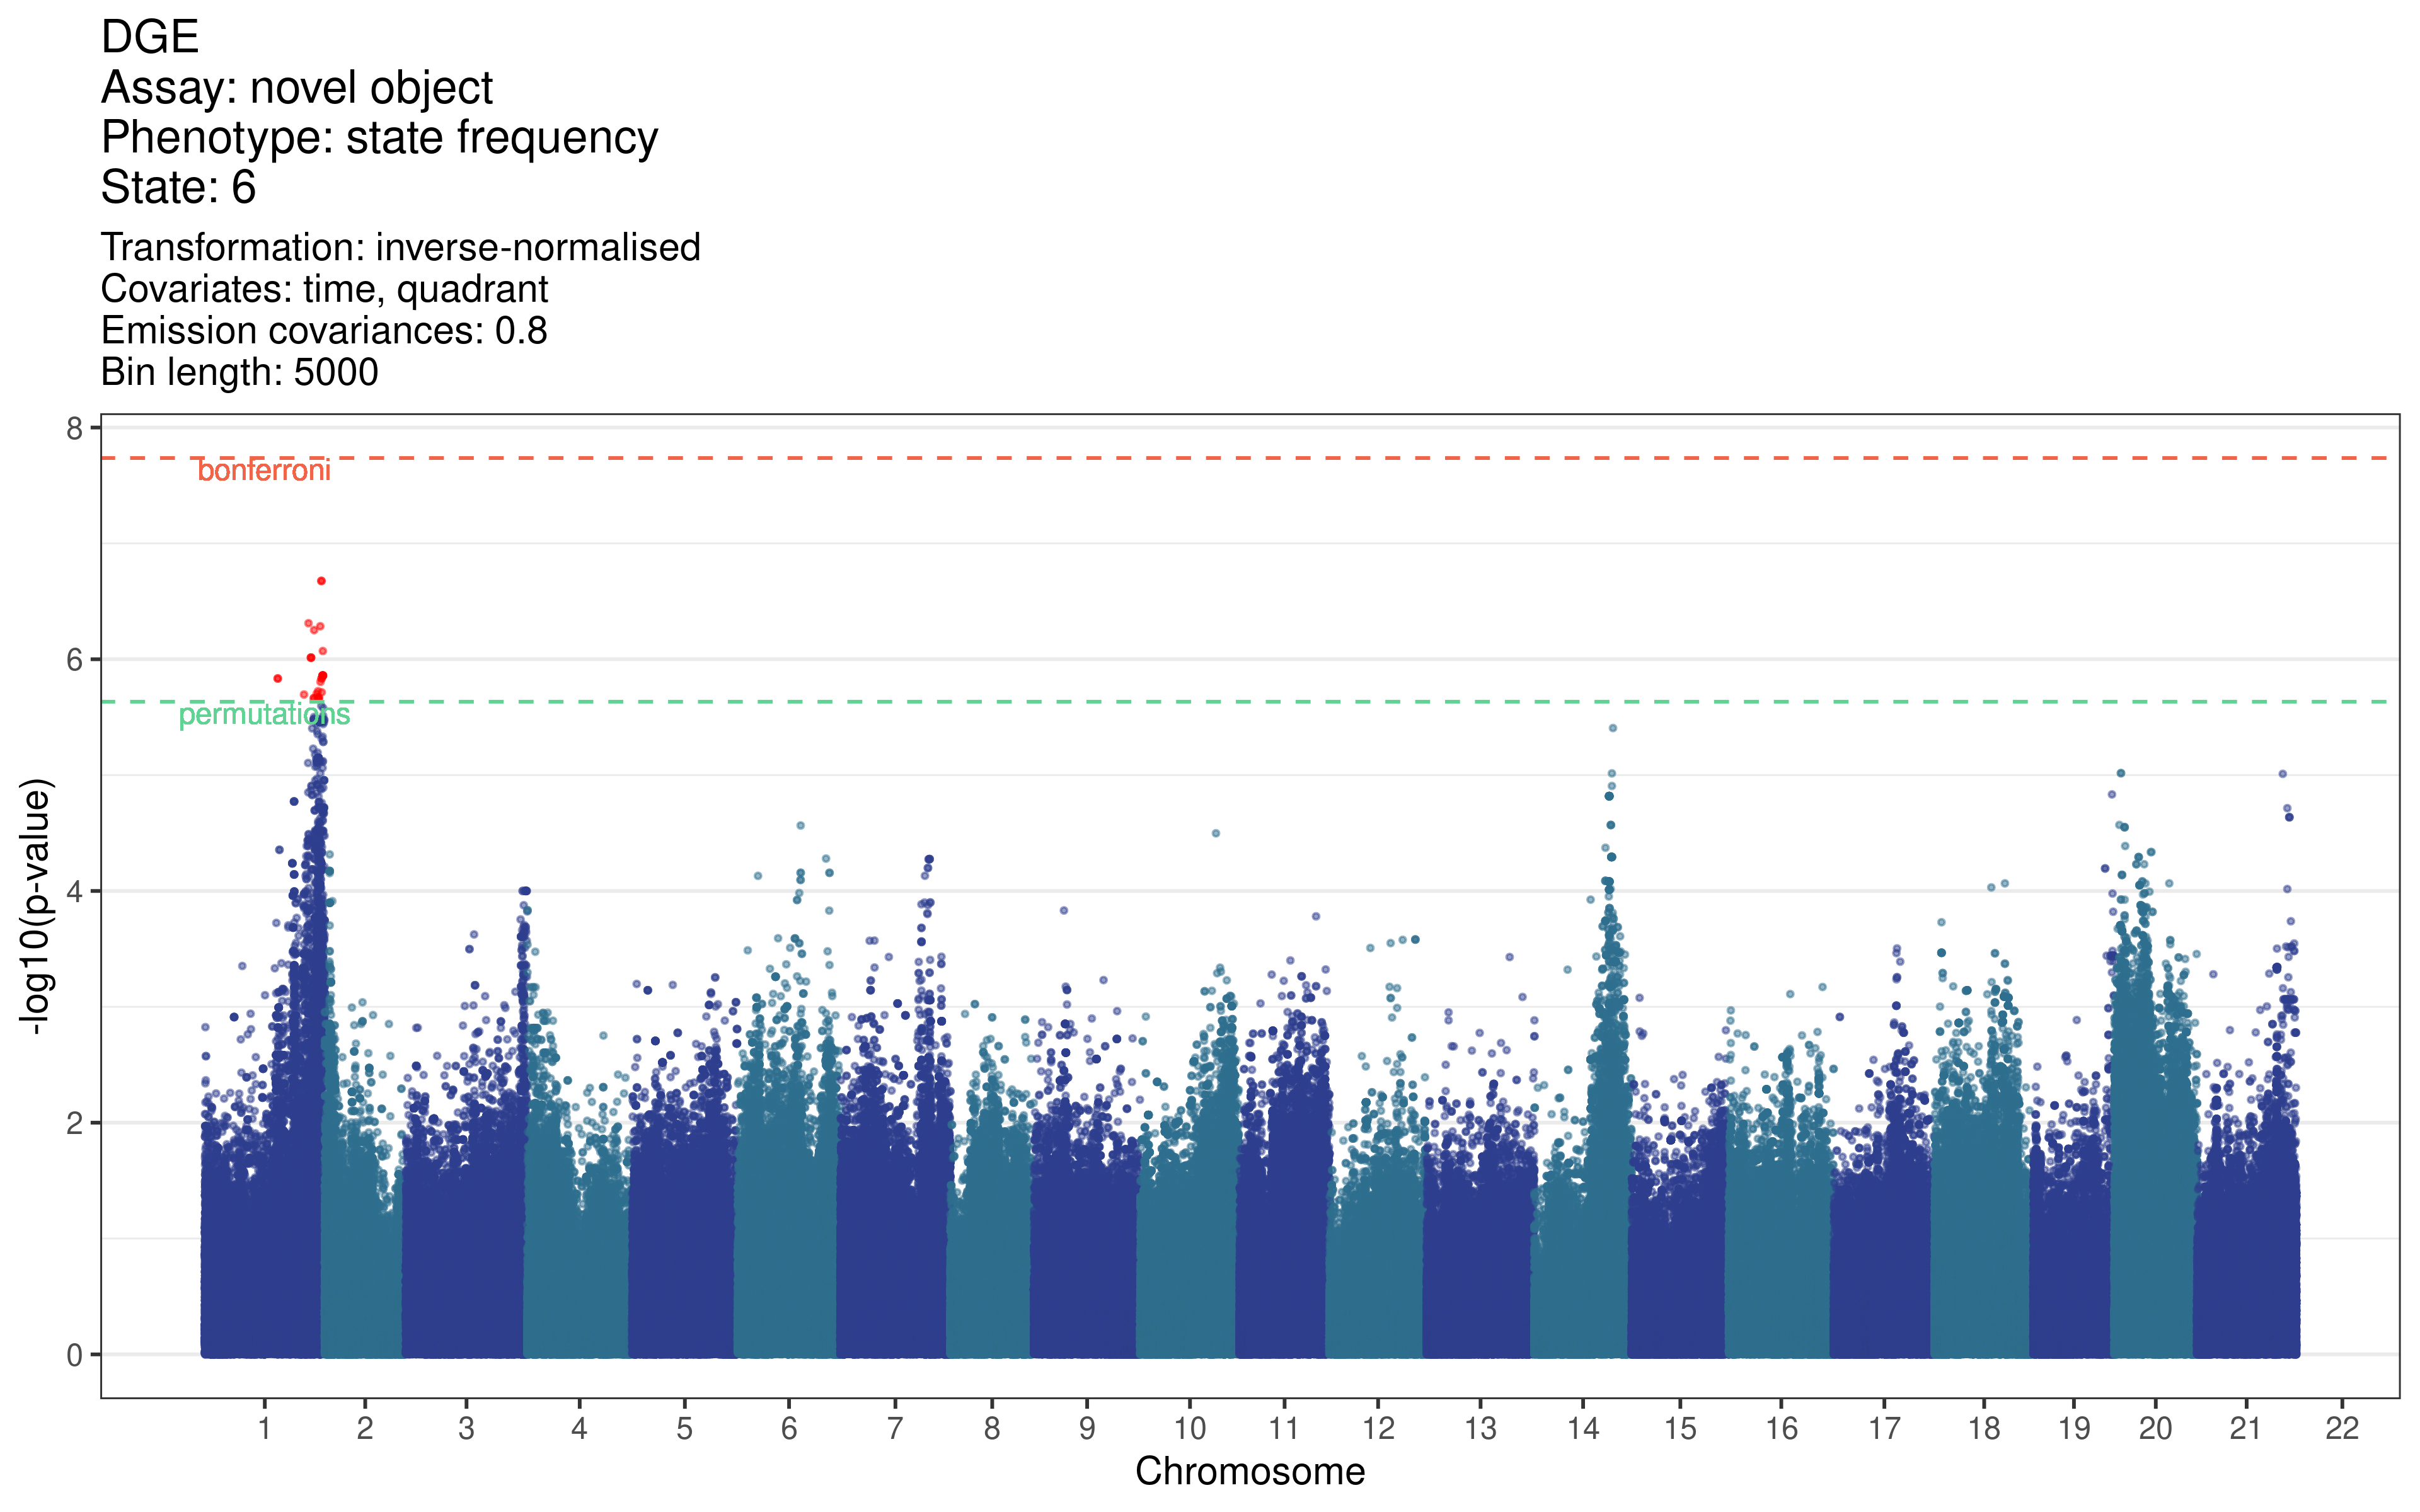 DGE
Assay: novel object
Phenotype: state frequency
State: 6
Transformation: inverse-normalised
Covariates: time, quadrant
Emission covariances: 0.8
Bin length: 5000
8
bonferroni
6
permutations
4
2
0
-log10(p-value)
1 2 3 4 5 6 7 8 9 10 11 12 13 14 15 16 17 18 19 20 21 22
Chromosome